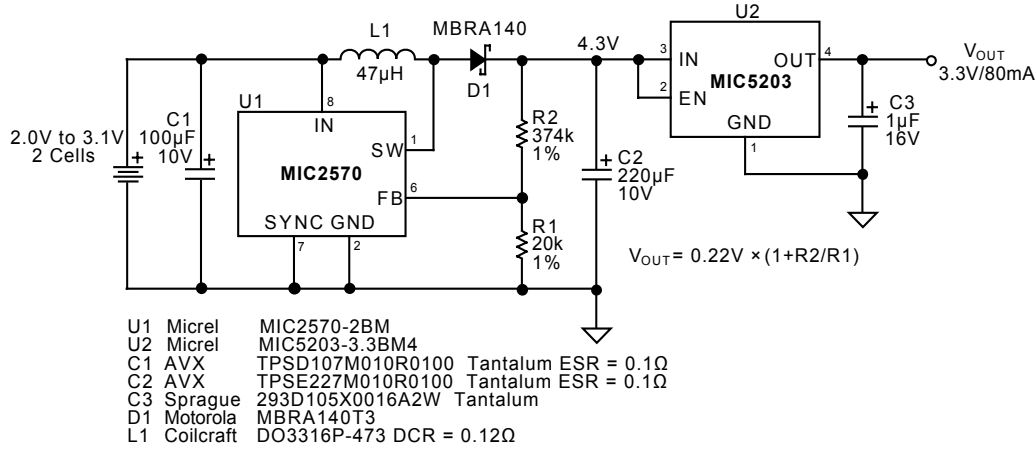 U2
L1
MBRA140
4.3V
3
IN
OUT
4
V_OUT
3.3V/80mA
MIC5203
2
EN
GND
1
47µH
D1
U1
8
IN
2.0V to 3.1V
2 Cells
C1
100µF
10V
SW
1
MIC2570
FB
6
SYNC GND
7
2
R2
374k
1%
C2
220µF
10V
R1
20k
1%
C3
1µF
16V
V_OUT = 0.22V × (1+R2/R1)
U1 Micrel MIC2570-2BM
U2 Micrel MIC5203-3.3BM4
C1 AVX TPSD107M010R0100 Tantalum ESR = 0.1Ω
C2 AVX TPSE227M010R0100 Tantalum ESR = 0.1Ω
C3 Sprague 293D105X0016A2W Tantalum
D1 Motorola MBRA140T3
L1 Coilcraft DO3316P-473 DCR = 0.12Ω